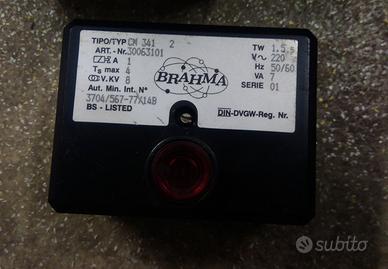 TIPO/TYP CM 341 2
ART.-Nr. 30063101
A 1
Ts max 4
V. KV 8
Aut. Min. Int. N°
3704/567-77X14B
BS - LISTED
BRAHMA
TW 1.5.s
V~ 220
Hz 50/60
VA 7
SERIE 01
DIN-DVGW-Reg. Nr.
subito